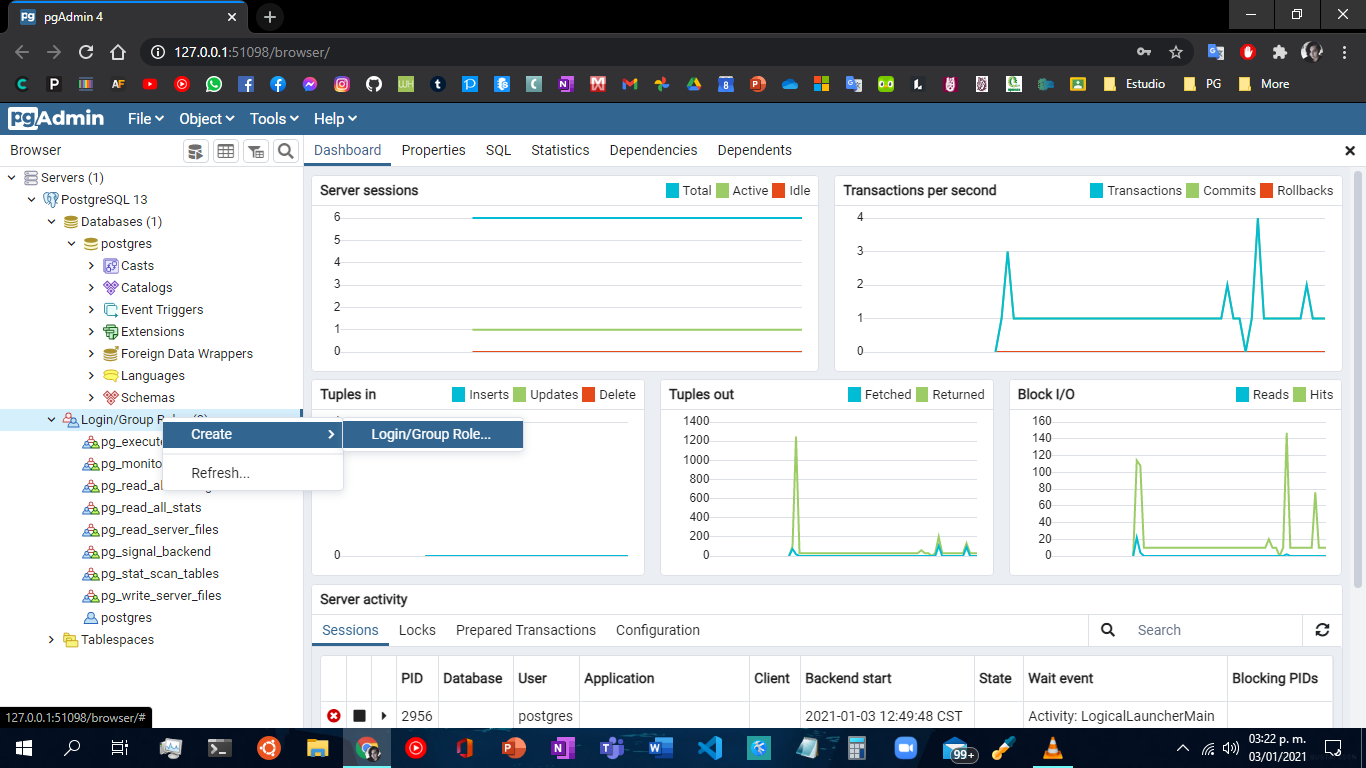 pgAdmin 4
127.0.0.1:51098/browser/
Estudio PG More
pgAdmin File Object Tools Help
Browser
Dashboard Properties SQL Statistics Dependencies Dependents
Servers (1)
PostgreSQL 13
Databases (1)
postgres
Casts
Catalogs
Event Triggers
Extensions
Foreign Data Wrappers
Languages
Schemas
Login/Group
pg_execute
pg_monito
pg_read_a
pg_read_all_stats
pg_read_server_files
pg_signal_backend
pg_stat_scan_tables
pg_write_server_files
postgres
Tablespaces
Create
Login/Group Role...
Refresh...
Server sessions Total Active Idle
6
5
4
3
2
1
0
Transactions per second Transactions Commits Rollbacks
4
3
2
1
0
Tuples in Inserts Updates Delete
0
Tuples out Fetched Returned
1400
1200
1000
800
600
400
200
0
Block I/O Reads Hits
160
140
120
100
80
60
40
20
0
Server activity
Sessions Locks Prepared Transactions Configuration Search
PID Database User Application Client Backend start State Wait event Blocking PIDs
2956 postgres 2021-01-03 12:49:48 CST Activity: LogicalLauncherMain
127.0.0.1:51098/browser/#
99+
03:22 p. m.
03/01/2021